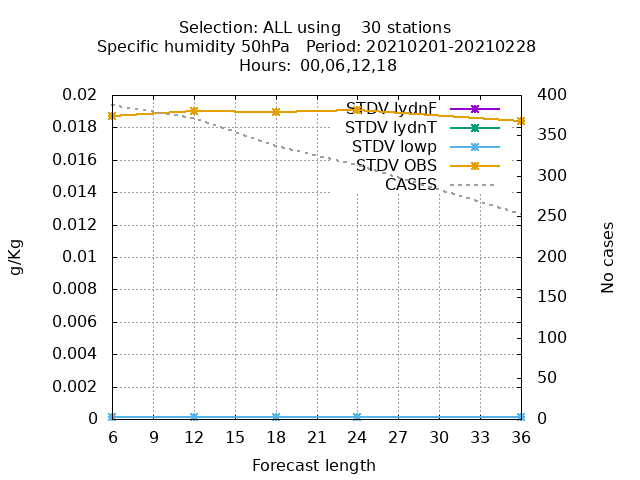 Selection: ALL using    30 stations
Specific humidity 50hPa   Period: 20210201-20210228
Hours:  00,06,12,18
0.02
0.018
0.016
0.014
0.012
0.01
0.008
0.006
0.004
0.002
0
g/Kg
STDV lydnF
STDV lydnT
STDV lowp
STDV OBS
CASES
400
350
300
250
200
150
100
50
0
No cases
6 9 12 15 18 21 24 27 30 33 36
Forecast length